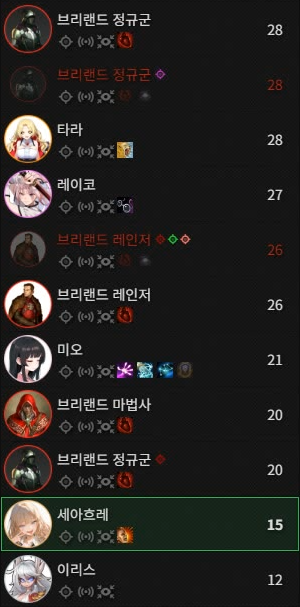 브리랜드 정규군 28
브리랜드 정규군 28
타라 28
레이코 27
브리랜드 레인저 26
브리랜드 레인저 26
미오 21
브리랜드 마법사 20
브리랜드 정규군 20
세아흐레 15
이리스 12